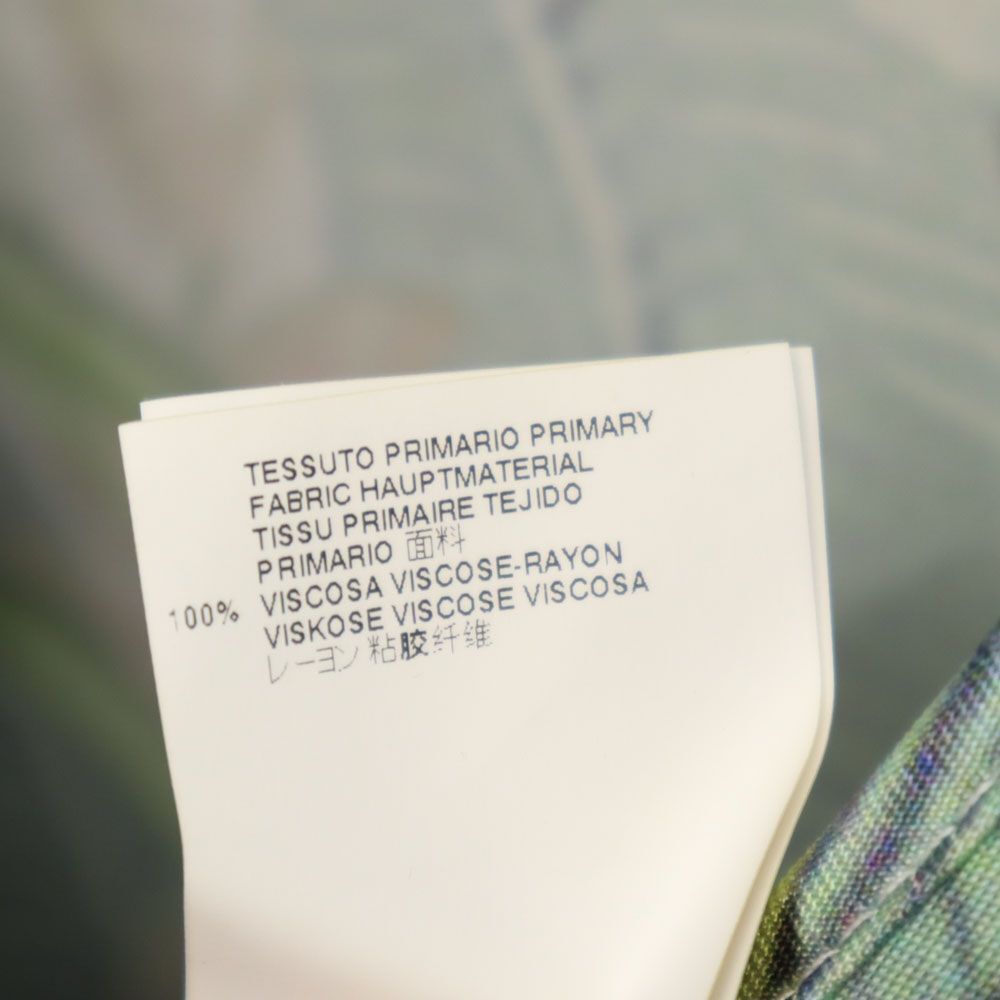 TESSUTO PRIMARIO PRIMARY
FABRIC HAUPTMATERIAL
TISSU PRIMAIRE TEJIDO
PRIMARIO 面料
100% VISCOSA VISCOSE-RAYON
VISKOSE VISCOSE VISCOSA
レーヨン 粘胶纤维